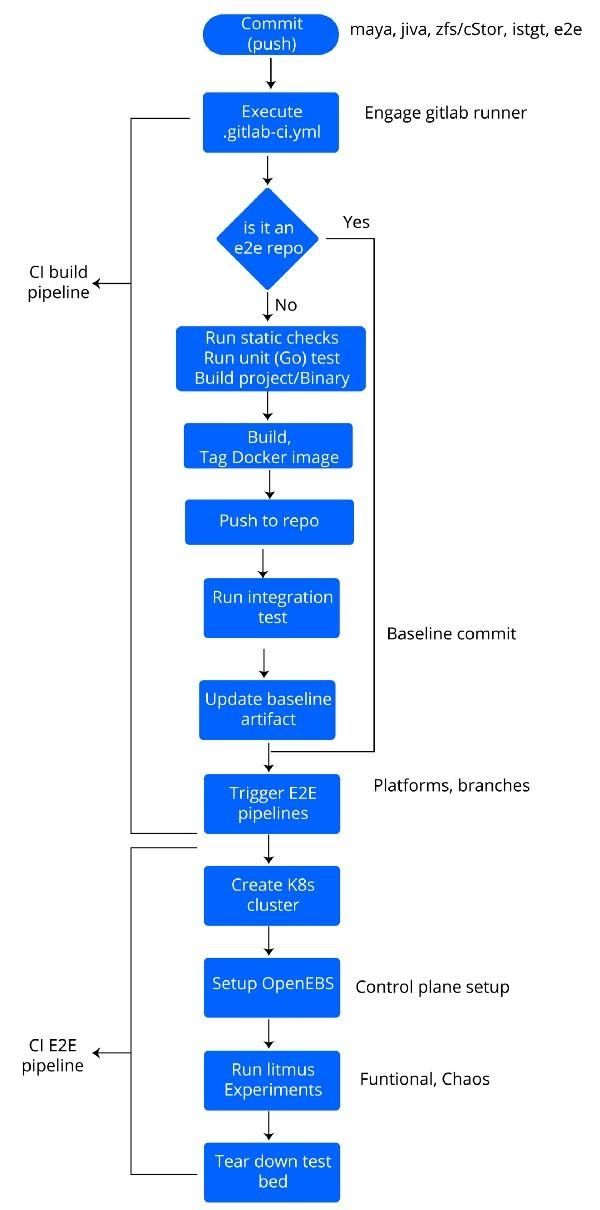 Commit
(push)
maya, jiva, zfs/cStor, istgt, e2e
Execute
.gitlab-ci.yml
Engage gitlab runner
is it an
e2e repo
Yes
CI build
pipeline
No
Run static checks
Run unit (Go) test
Build project/Binary
Build,
Tag Docker image
Push to repo
Run integration
test
Baseline commit
Update baseline
artifact
Trigger E2E
pipelines
Platforms, branches
Create K8s
cluster
Setup OpenEBS
Control plane setup
CI E2E
pipeline
Run litmus
Experiments
Funtional, Chaos
Tear down test
bed